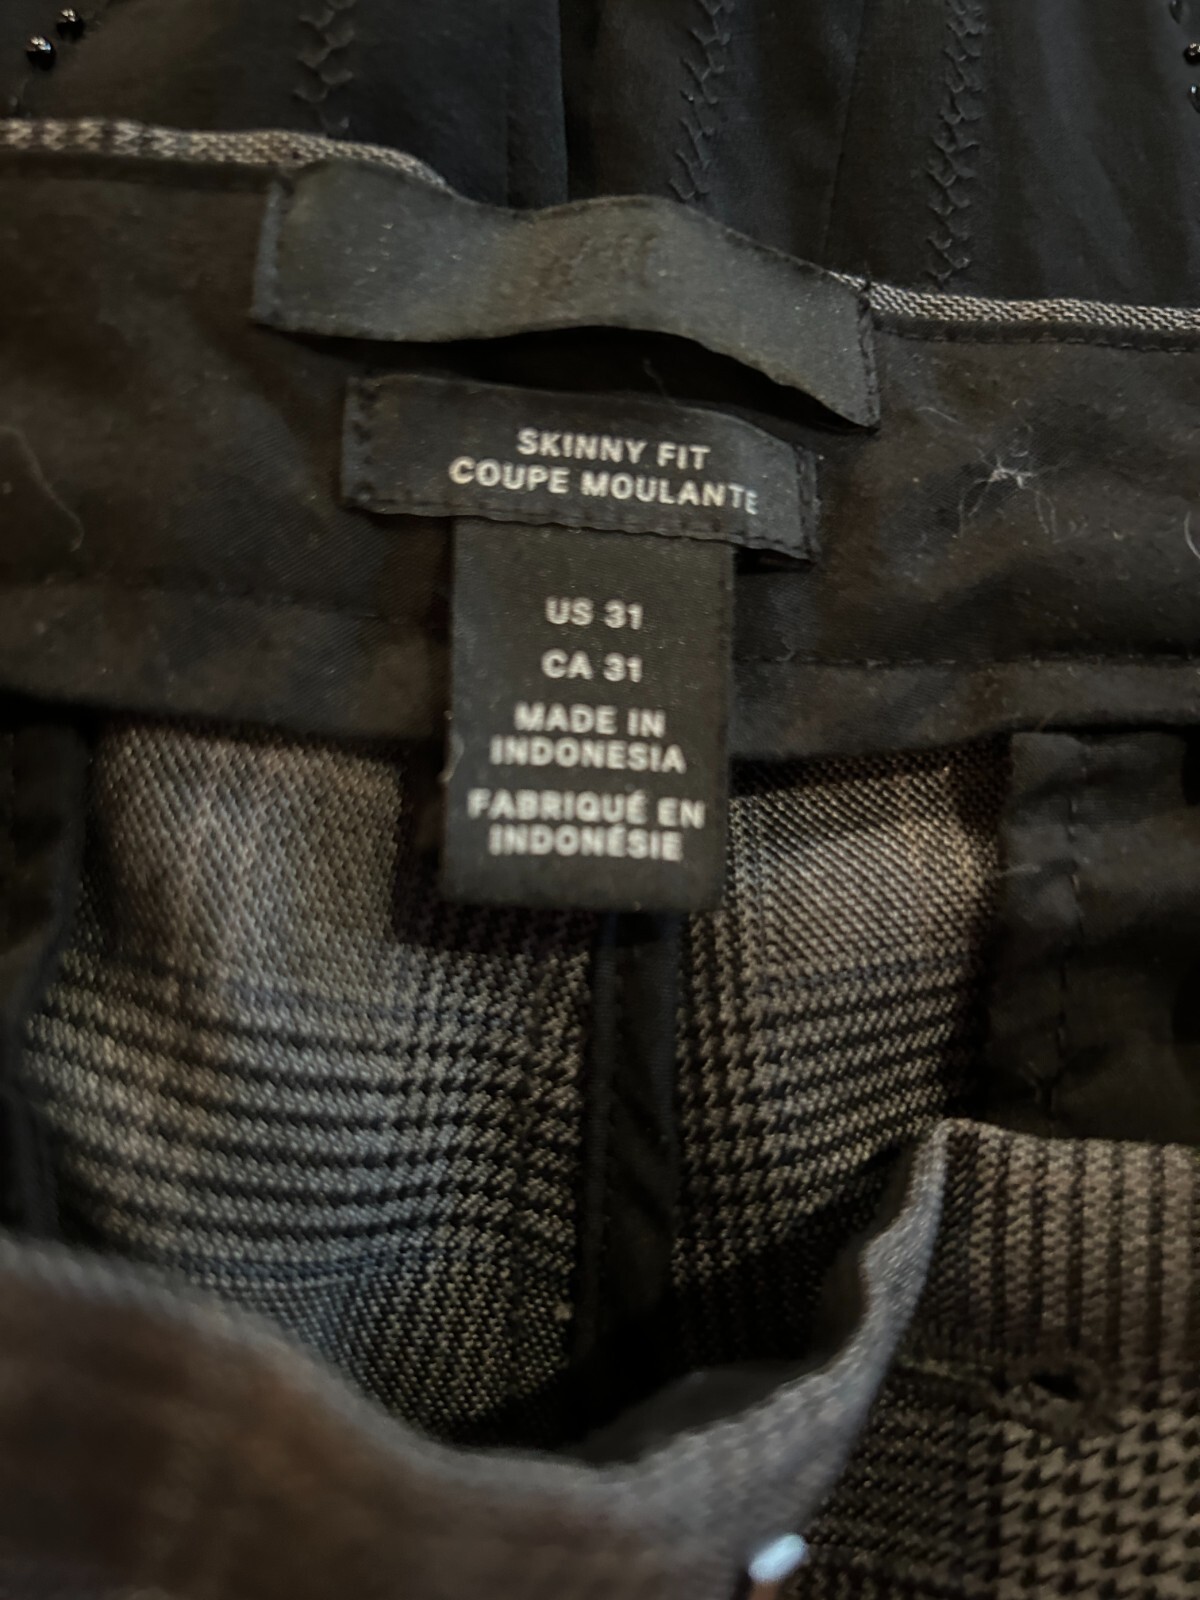 SKINNY FIT
COUPE MOULANTE
US 31
CA 31
MADE IN
INDONESIA
FABRIQUÉ EN
INDONÉSIE